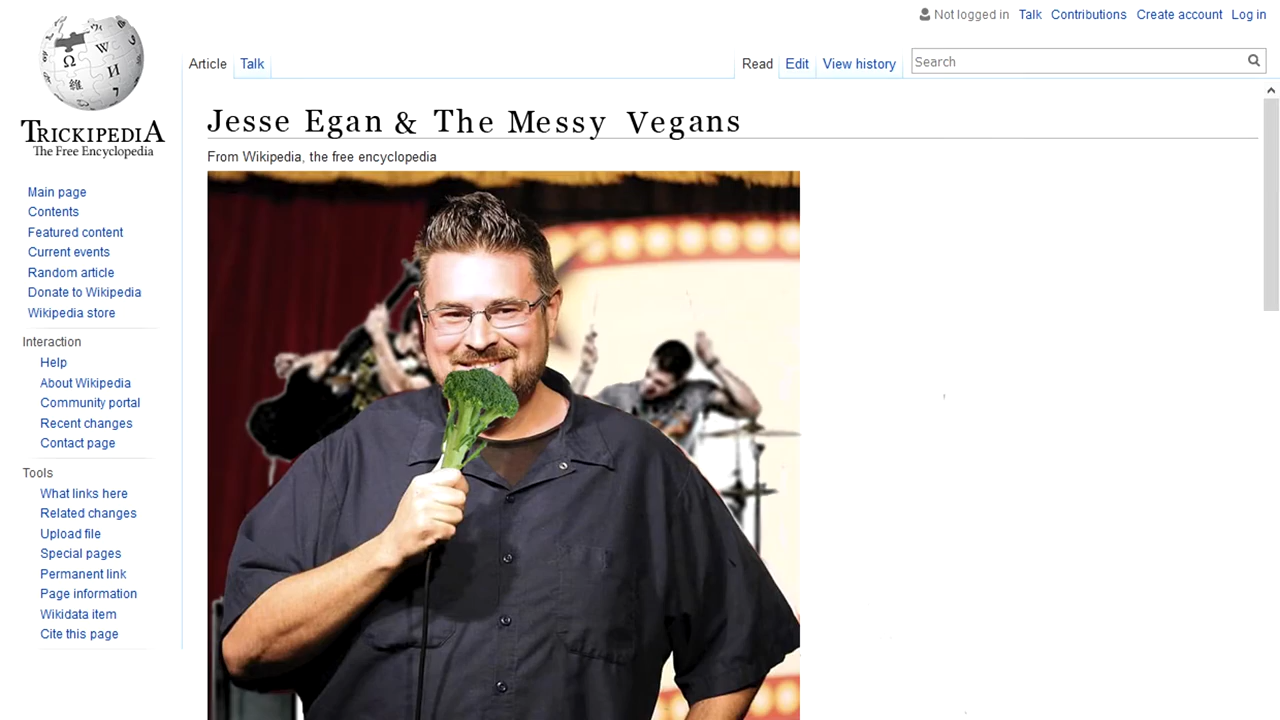 Not logged in Talk Contributions Create account Log in
Article Talk Read Edit View history Search
Ω W И 維
TRICKIPEDIA
The Free Encyclopedia
Jesse Egan & The Messy Vegans
From Wikipedia, the free encyclopedia
Main page
Contents
Featured content
Current events
Random article
Donate to Wikipedia
Wikipedia store
Interaction
Help
About Wikipedia
Community portal
Recent changes
Contact page
Tools
What links here
Related changes
Upload file
Special pages
Permanent link
Page information
Wikidata item
Cite this page